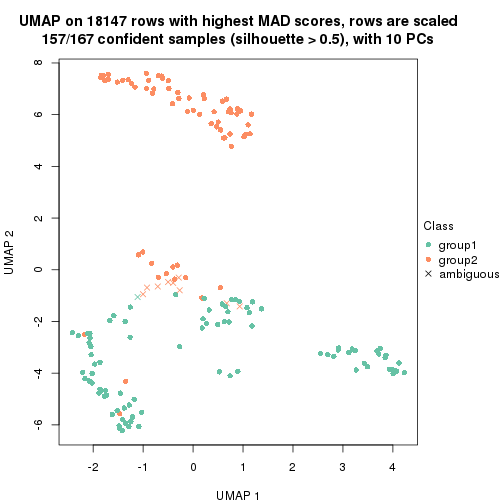 UMAP on 18147 rows with highest MAD scores, rows are scaled
157/167 confident samples (silhouette > 0.5), with 10 PCs
8
6
4
2
0
-2
-4
-6
UMAP 2
-2
-1
0
1
2
3
4
UMAP 1
Class
group1
group2
ambiguous